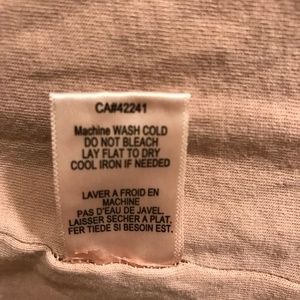 CA#42241
Machine WASH COLD
DO NOT BLEACH
LAY FLAT TO DRY
COOL IRON IF NEEDED
LAVER A FROID EN
MACHINE
PAS D'EAU DE JAVEL.
LAISSER SECHER A PLAT.
FER TIEDE SI BESOIN EST.